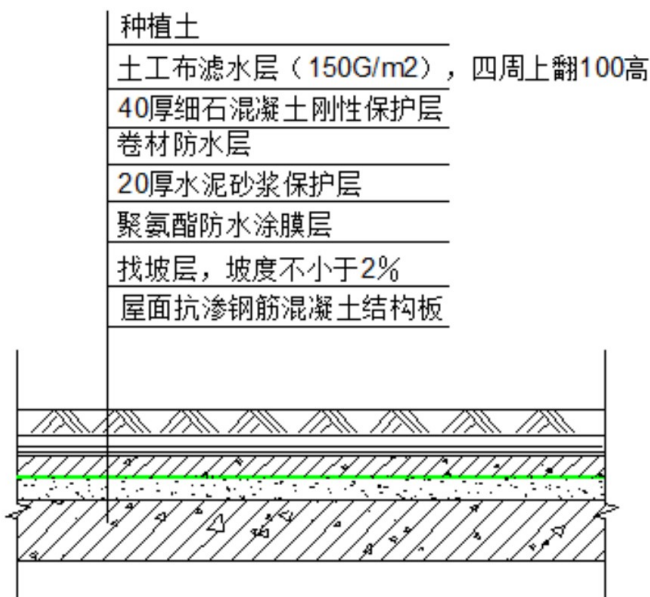 种植土
土工布滤水层（150G/m2），四周上翻100高
40厚细石混凝土刚性保护层
卷材防水层
20厚水泥砂浆保护层
聚氨酯防水涂膜层
找坡层，坡度不小于2%
屋面抗渗钢筋混凝土结构板